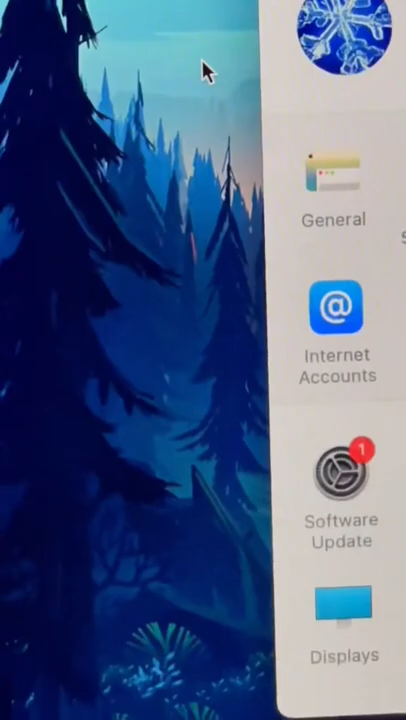 General
@
Internet
Accounts
1
Software
Update
Displays